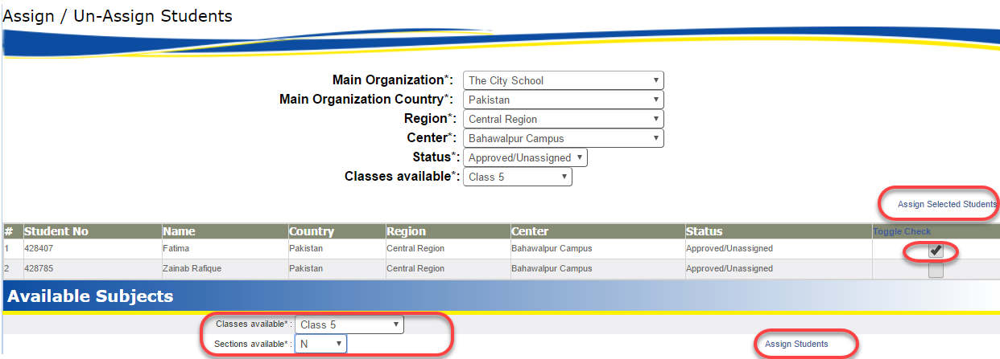 Assign / Un-Assign Students
Main Organization*: The City School
Main Organization Country*: Pakistan
Region*: Central Region
Center*: Bahawalpur Campus
Status*: Approved/Unassigned
Classes available*: Class 5
Assign Selected Students
# Student No Name Country Region Center Status Toggle Check
1 428407 Fatima Pakistan Central Region Bahawalpur Campus Approved/Unassigned
2 428785 Zainab Rafique Pakistan Central Region Bahawalpur Campus Approved/Unassigned
Available Subjects
Classes available* : Class 5
Sections available* : N
Assign Students